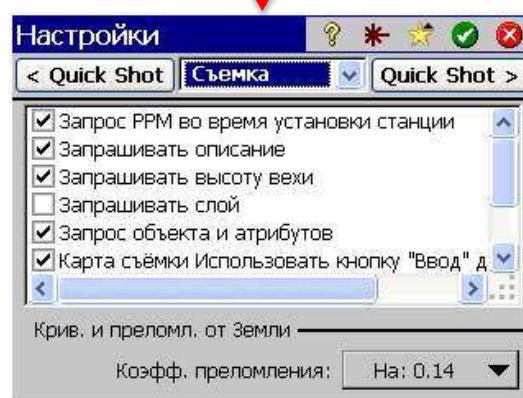 Настройки
< Quick Shot Съемка Quick Shot >
Запрос PPM во время установки станции
Запрашивать описание
Запрашивать высоту вехи
Запрашивать слой
Запрос объекта и атрибутов
Карта съёмки Использовать кнопку "Ввод" д
Крив. и преломл. от Земли
Коэфф. преломления: На: 0.14